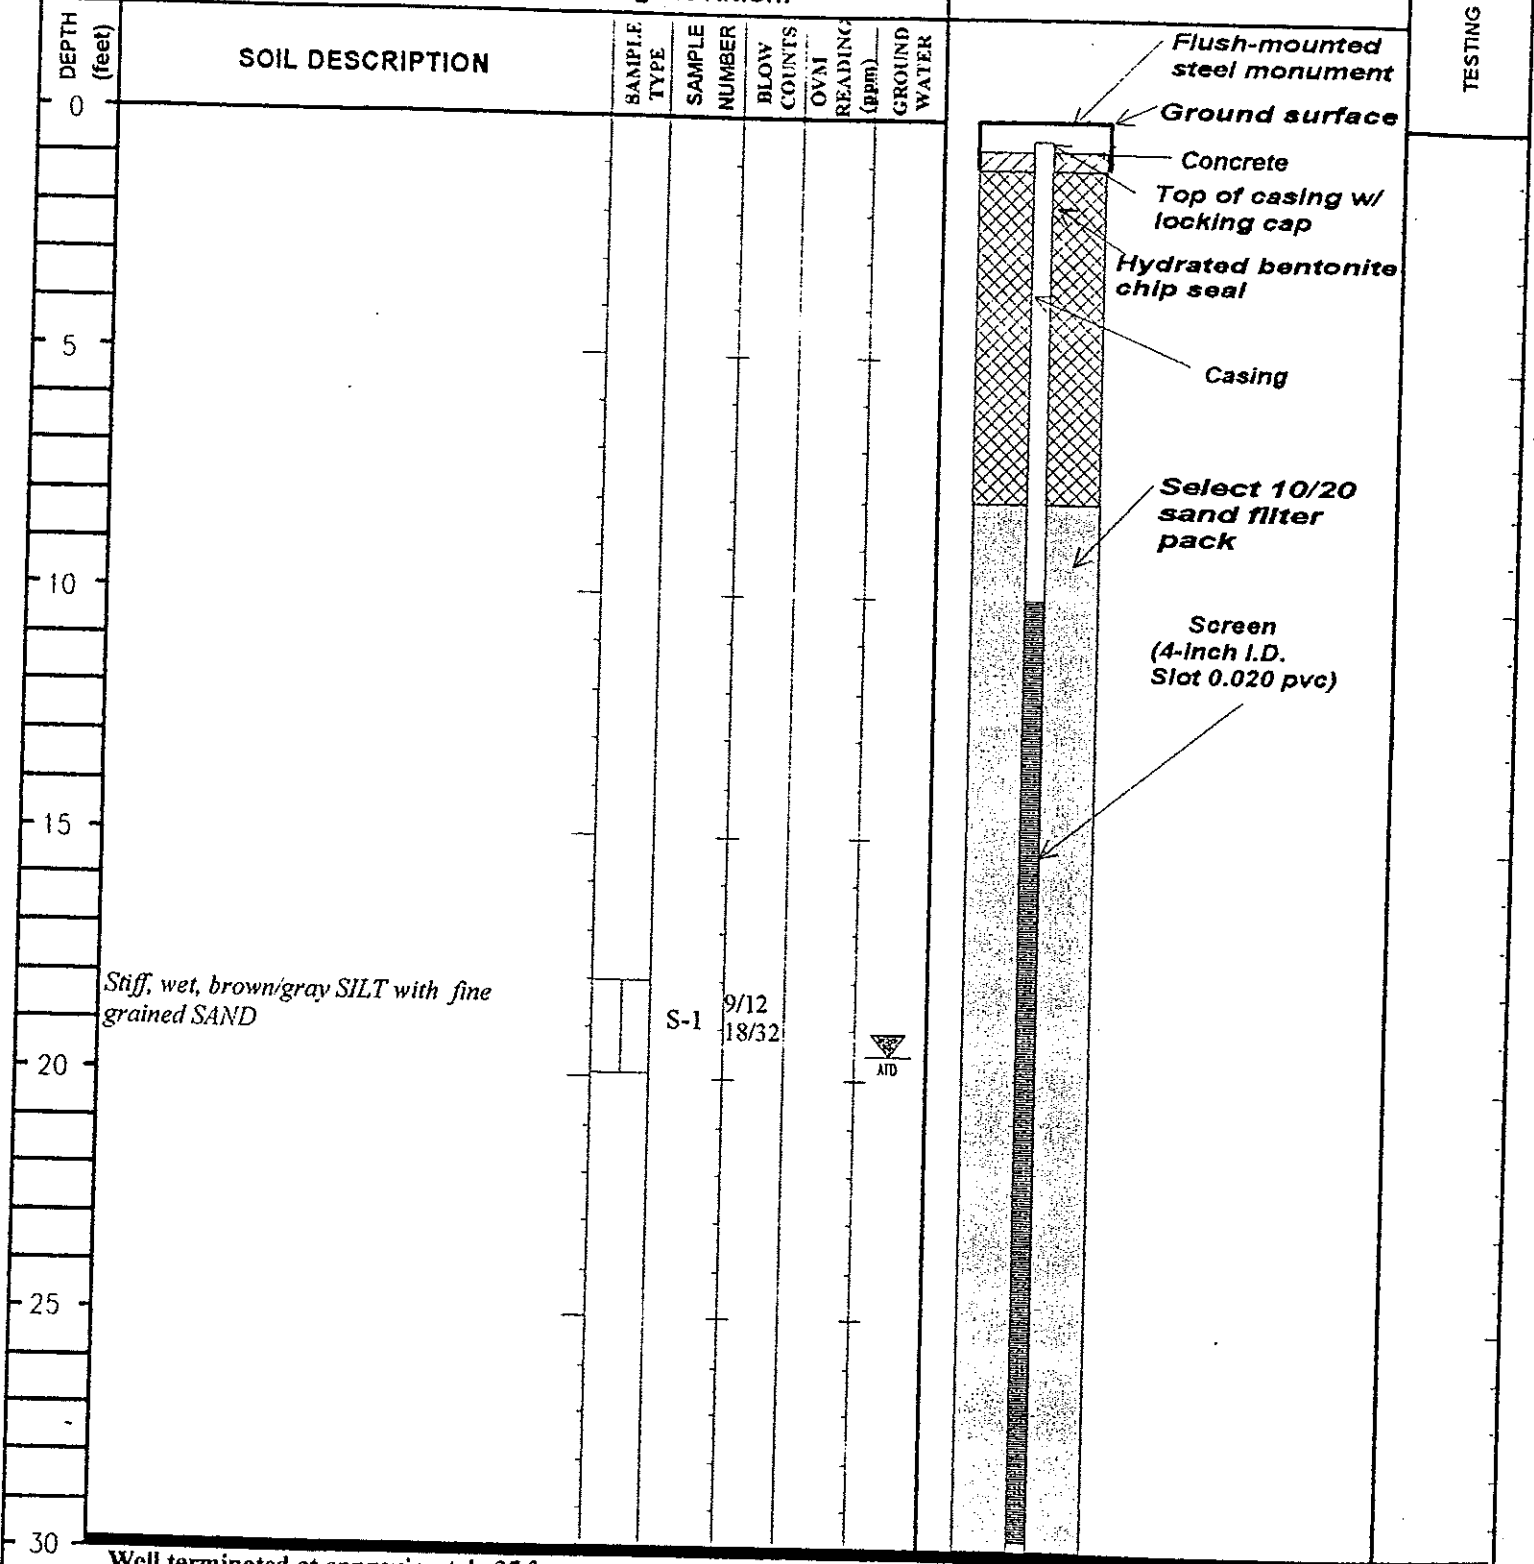 DEPTH
(feet)
SOIL DESCRIPTION
SAMPLE
TYPE
SAMPLE
NUMBER
BLOW
COUNTS
OVM
READING
(ppm)
GROUND
WATER
TESTING
Flush-mounted
steel monument
Ground surface
Concrete
Top of casing w/
locking cap
Hydrated bentonite
chip seal
Casing
Select 10/20
sand filter
pack
Screen
(4-inch I.D.
Slot 0.020 pvc)
0
5
10
15
Stiff, wet, brown/gray SILT with fine
grained SAND
S-1
9/12
18/32
ATD
20
25
30
Well terminated at